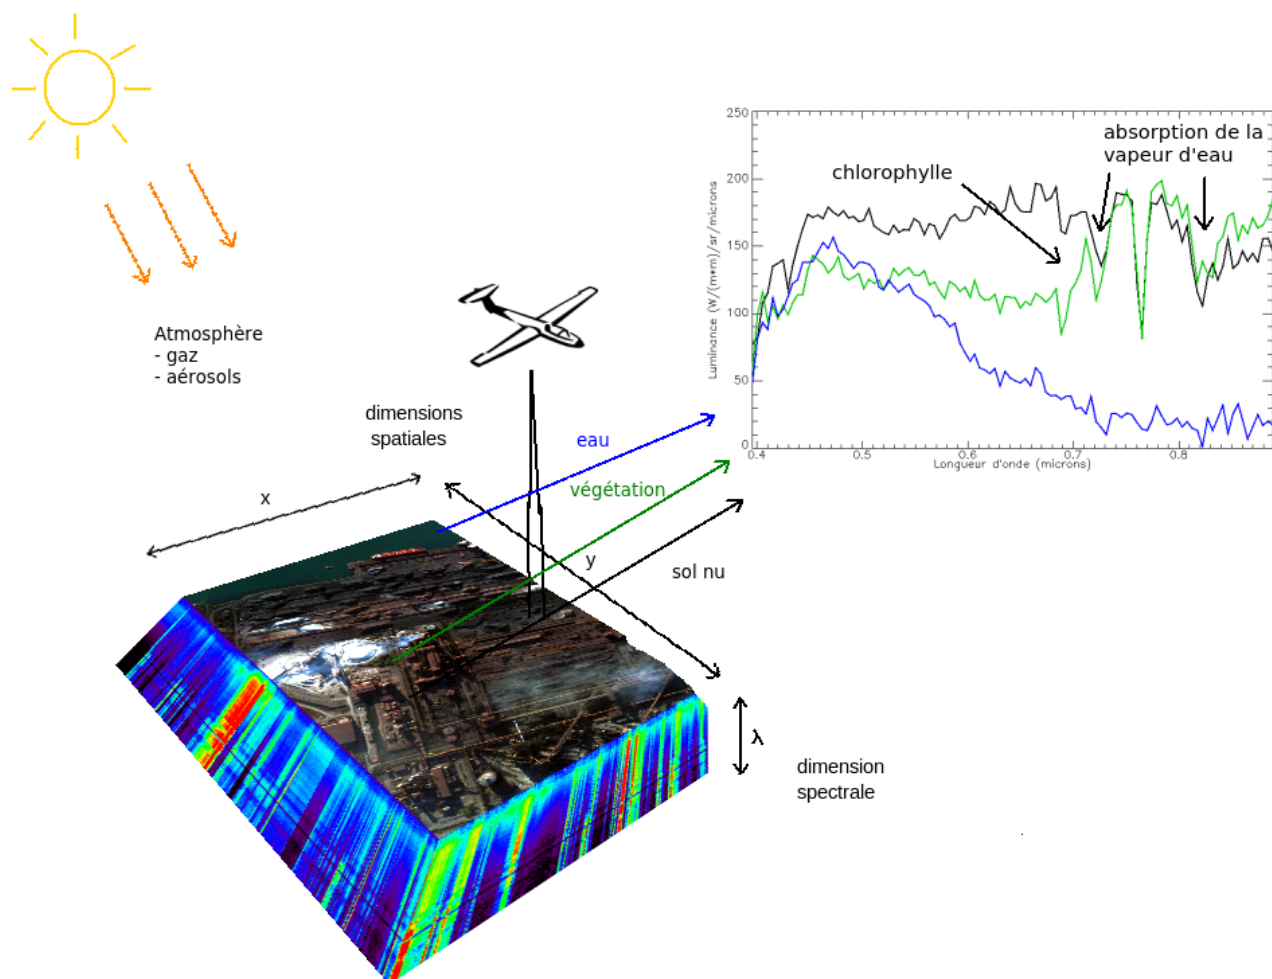 Atmosphère
- gaz
- aérosols
dimensions
spatiales
x
y
λ
dimension
spectrale
eau
végétation
sol nu
chlorophylle
absorption de la
vapeur d'eau
Luminance (W/(m*m)/sr/microns
250
200
150
100
50
0
0.4
0.5
0.6
0.7
0.8
Longueur d'onde (microns)